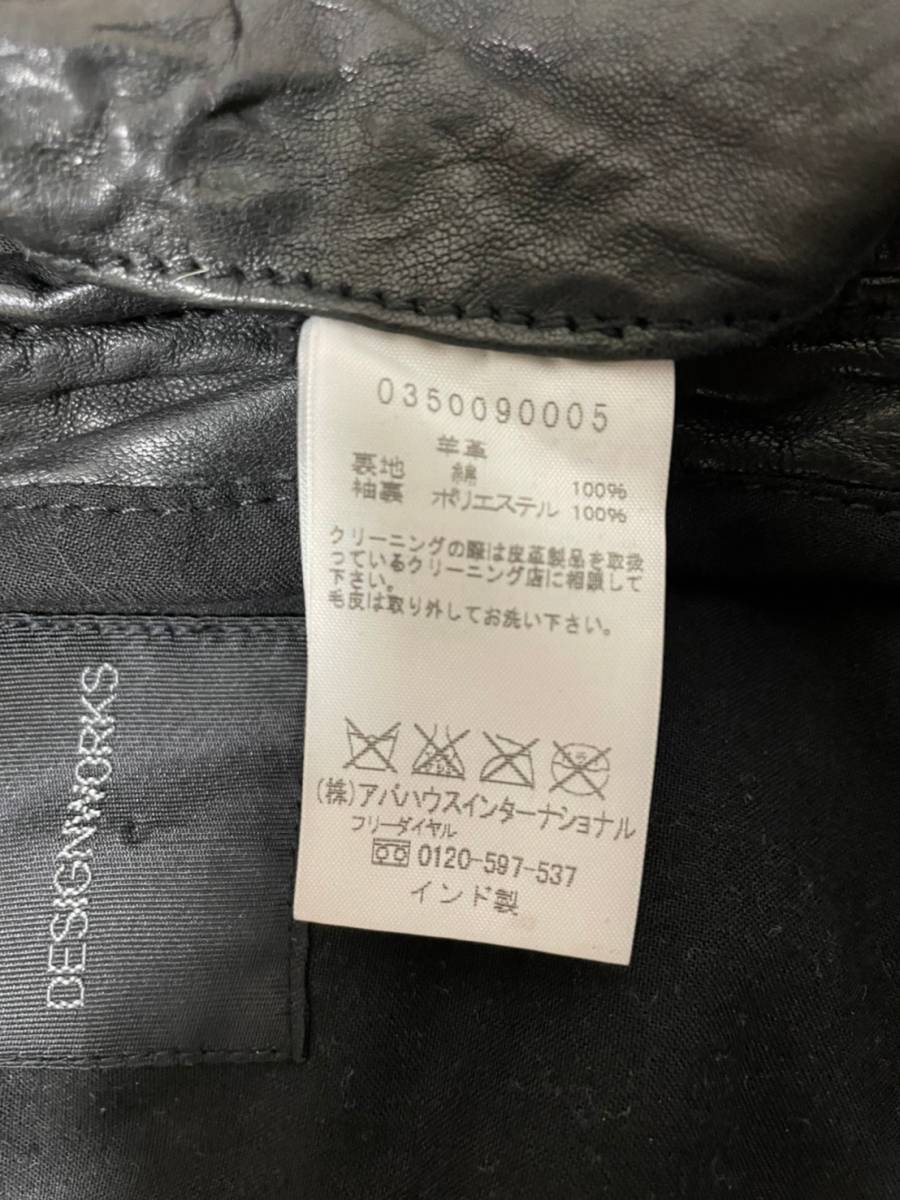 0350090005
羊革
裏地 綿 100%
袖裏 ポリエステル 100%
クリーニングの際は皮革製品を取扱
っているクリーニング店に相談して
下さい。
毛皮は取り外してお洗い下さい。
(株)アバハウスインターナショナル
フリーダイヤル
0120-597-537
インド製
DESIGNWORKS